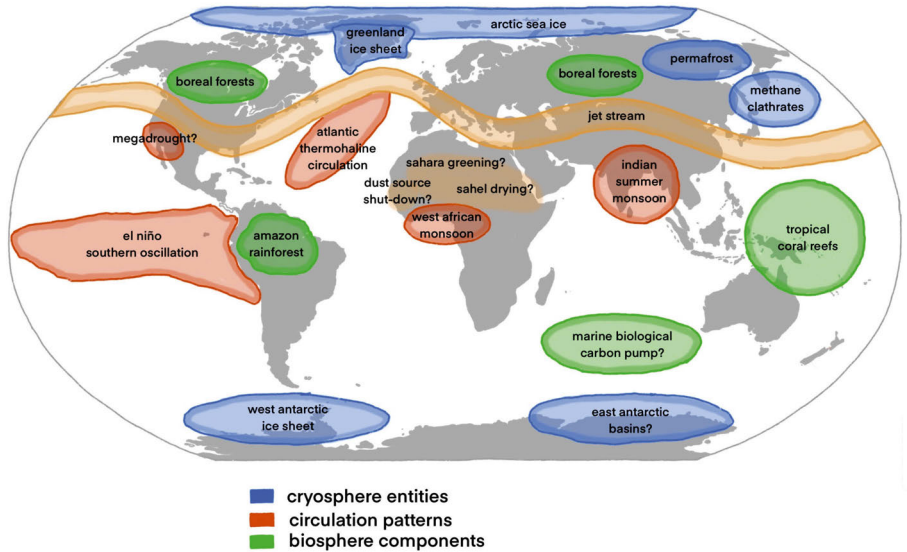 arctic sea ice
greenland
ice sheet
boreal forests
boreal forests
permafrost
methane
clathrates
jet stream
megadrought?
atlantic
thermohaline
circulation
sahara greening?
dust source
shut-down?
sahel drying?
indian
summer
monsoon
west african
monsoon
el niño
southern oscillation
amazon
rainforest
tropical
coral reefs
marine biological
carbon pump?
west antarctic
ice sheet
east antarctic
basins?
cryosphere entities
circulation patterns
biosphere components